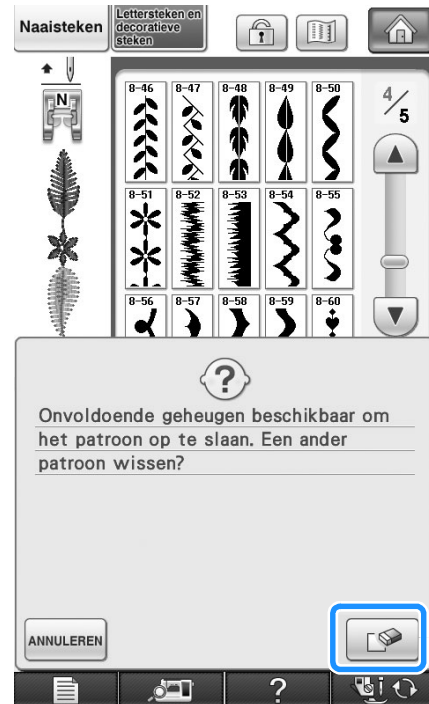 Naaisteken
Lettersteken en
decoratieve
steken
N
8-46 8-47 8-48 8-49 8-50
4/5
8-51 8-52 8-53 8-54 8-55
8-56 8-57 8-58 8-59 8-60
?
Onvoldoende geheugen beschikbaar om
het patroon op te slaan. Een ander
patroon wissen?
ANNULEREN
?